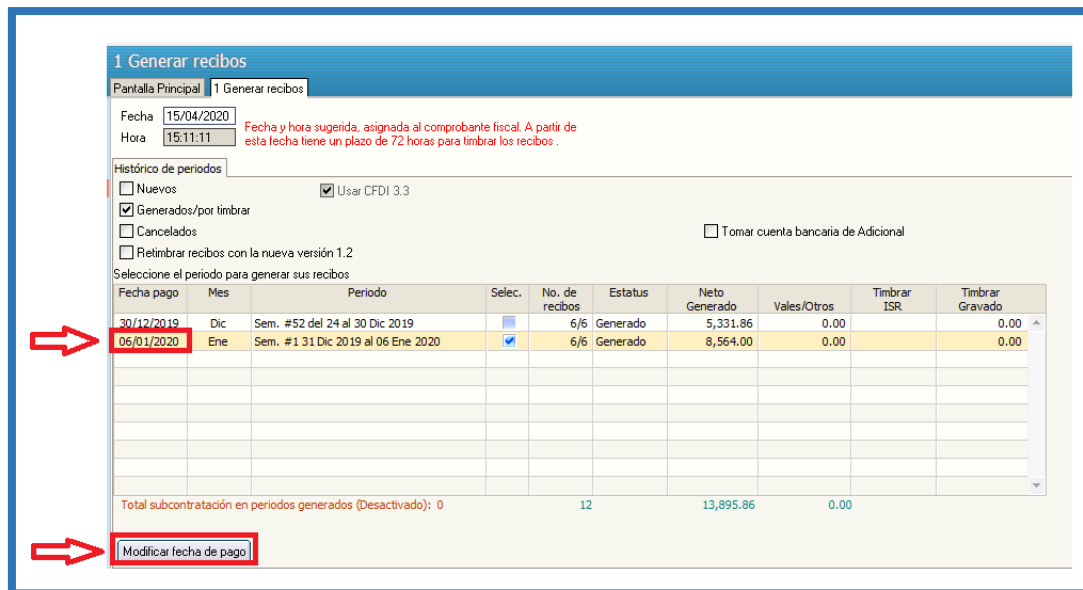 1 Generar recibos
Pantalla Principal 1 Generar recibos
Fecha 15/04/2020
Hora 15:11:11
Fecha y hora sugerida, asignada al comprobante fiscal. A partir de
esta fecha tiene un plazo de 72 horas para timbrar los recibos .
Histórico de periodos
Nuevos Usar CFDI 3.3
Generados/por timbrar
Cancelados Tomar cuenta bancaria de Adicional
Retimbrar recibos con la nueva versión 1.2
Seleccione el periodo para generar sus recibos
Fecha pago Mes Periodo Selec. No. de recibos Estatus Neto Generado Vales/Otros Timbrar ISR Timbrar Gravado
30/12/2019 Dic Sem. #52 del 24 al 30 Dic 2019 6/6 Generado 5,331.86 0.00 0.00
06/01/2020 Ene Sem. #1 31 Dic 2019 al 06 Ene 2020 6/6 Generado 8,564.00 0.00 0.00
Total subcontratación en periodos generados (Desactivado): 0 12 13,895.86 0.00
Modificar fecha de pago